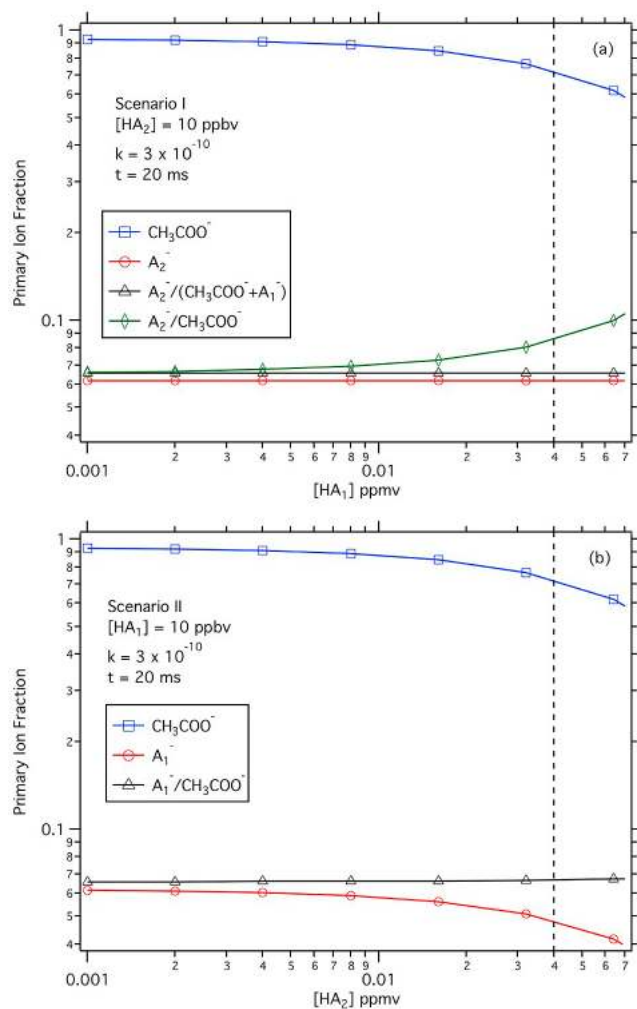 (a)
Scenario I
[HA₂] = 10 ppbv
k = 3 x 10⁻¹⁰
t = 20 ms
CH₃COO⁻
A₂⁻
A₂⁻/(CH₃COO⁻+A₁⁻)
A₂⁻/CH₃COO⁻
Primary Ion Fraction
1
9
8
7
6
5
4
3
2
0.1
9
8
7
6
5
4
0.001 2 3 4 5 6 7 8 9 0.01 2 3 4 5 6 7
[HA₁] ppmv
(b)
Scenario II
[HA₁] = 10 ppbv
k = 3 x 10⁻¹⁰
t = 20 ms
CH₃COO⁻
A₁⁻
A₁⁻/CH₃COO⁻
Primary Ion Fraction
1
9
8
7
6
5
4
3
2
0.1
9
8
7
6
5
4
0.001 2 3 4 5 6 7 8 9 0.01 2 3 4 5 6 7
[HA₂] ppmv